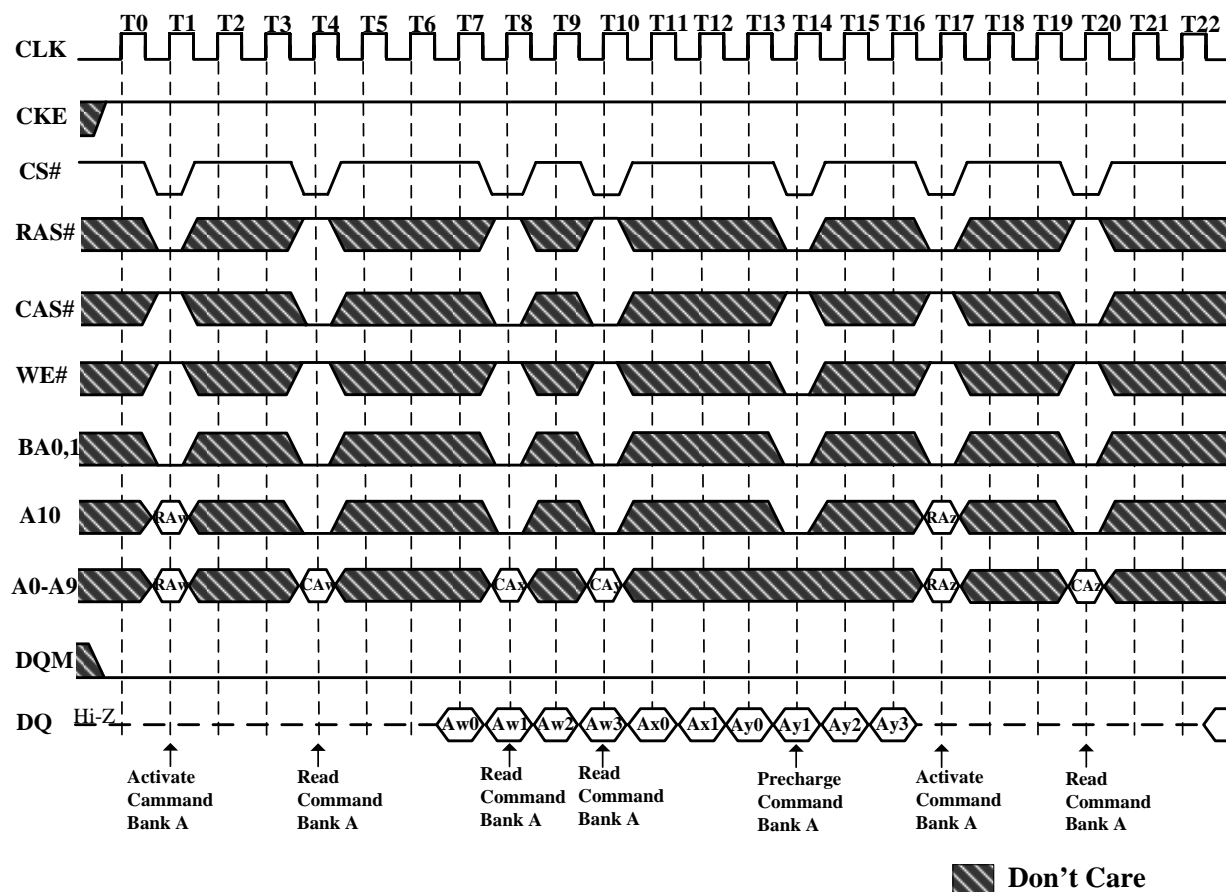 T0 T1 T2 T3 T4 T5 T6 T7 T8 T9 T10 T11 T12 T13 T14 T15 T16 T17 T18 T19 T20 T21 T22
CLK
CKE
CS#
RAS#
CAS#
WE#
BA0,1
A10 RAw RAz
A0-A9 RAw CAw CAx CAy RAz CAz
DQM
DQ Hi-Z Aw0 Aw1 Aw2 Aw3 Ax0 Ax1 Ay0 Ay1 Ay2 Ay3
Activate
Cammand
Bank A
Read
Command
Bank A
Read
Command
Bank A
Read
Command
Bank A
Precharge
Command
Bank A
Activate
Command
Bank A
Read
Command
Bank A
Don't Care